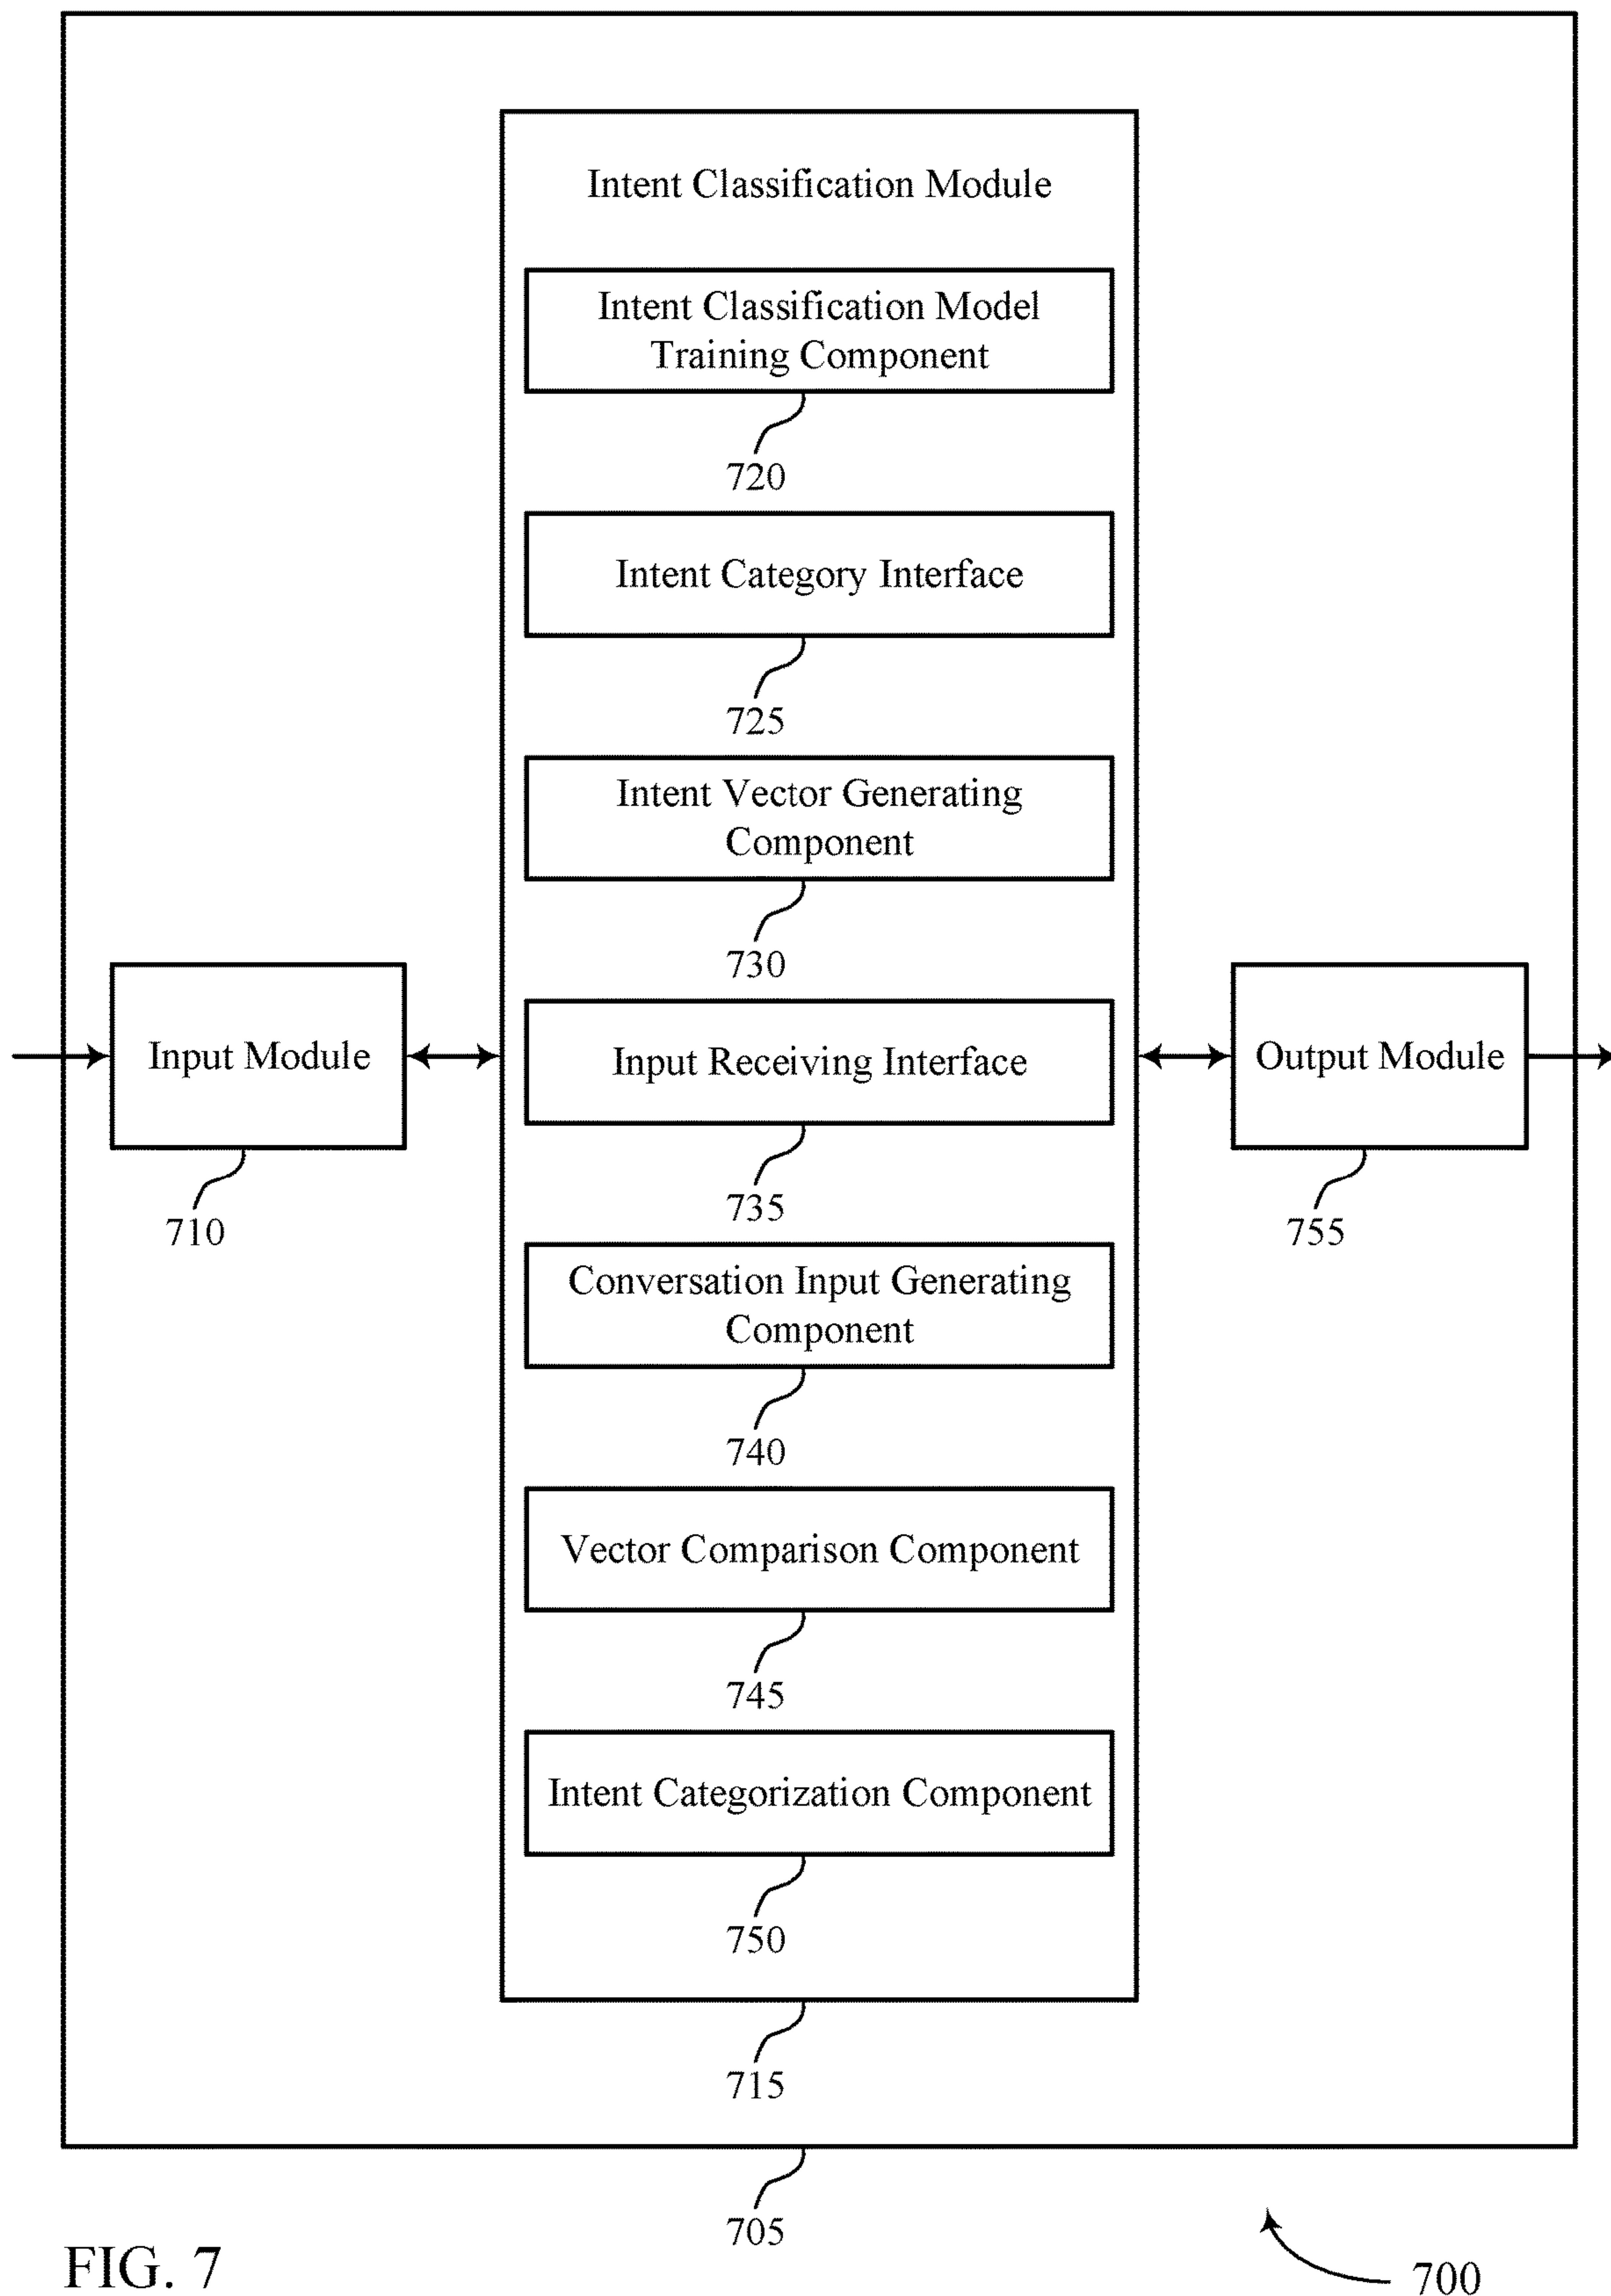 Intent Classification Module
Intent Classification Model
Training Component
720
Intent Category Interface
725
Intent Vector Generating
Component
730
Input Module
710
Input Receiving Interface
735
Output Module
755
Conversation Input Generating
Component
740
Vector Comparison Component
745
Intent Categorization Component
750
715
705
FIG. 7
700